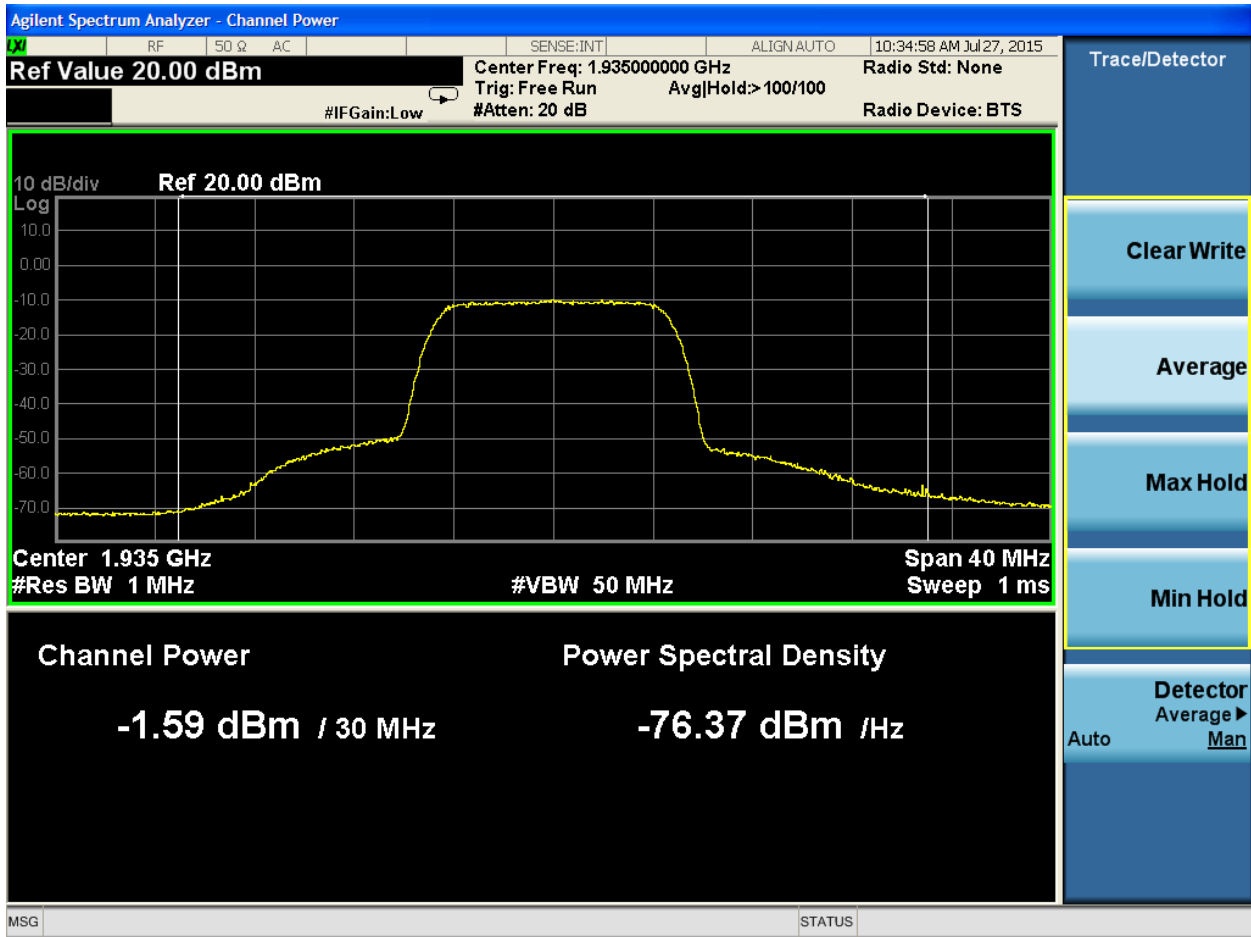 Agilent Spectrum Analyzer - Channel Power
LXI RF 50 Ω AC SENSE:INT ALIGN AUTO 10:34:58 AM Jul 27, 2015
Ref Value 20.00 dBm
#IFGain:Low
Center Freq: 1.935000000 GHz
Trig: Free Run Avg|Hold:> 100/100
#Atten: 20 dB
Radio Std: None
Radio Device: BTS
10 dB/div Ref 20.00 dBm
Log
10.0
0.00
-10.0
-20.0
-30.0
-40.0
-50.0
-60.0
-70.0
Center 1.935 GHz Span 40 MHz
#Res BW 1 MHz #VBW 50 MHz Sweep 1 ms
Channel Power Power Spectral Density
-1.59 dBm / 30 MHz -76.37 dBm /Hz
Trace/Detector
Clear Write
Average
Max Hold
Min Hold
Detector
Average▶
Auto Man
MSG STATUS